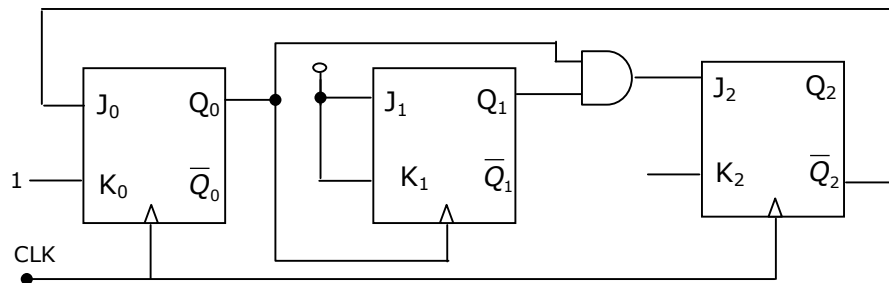 J₀ Q₀
J₁ Q₁
J₂ Q₂
1 K₀ Q̅₀
K₁ Q̅₁
K₂ Q̅₂
CLK